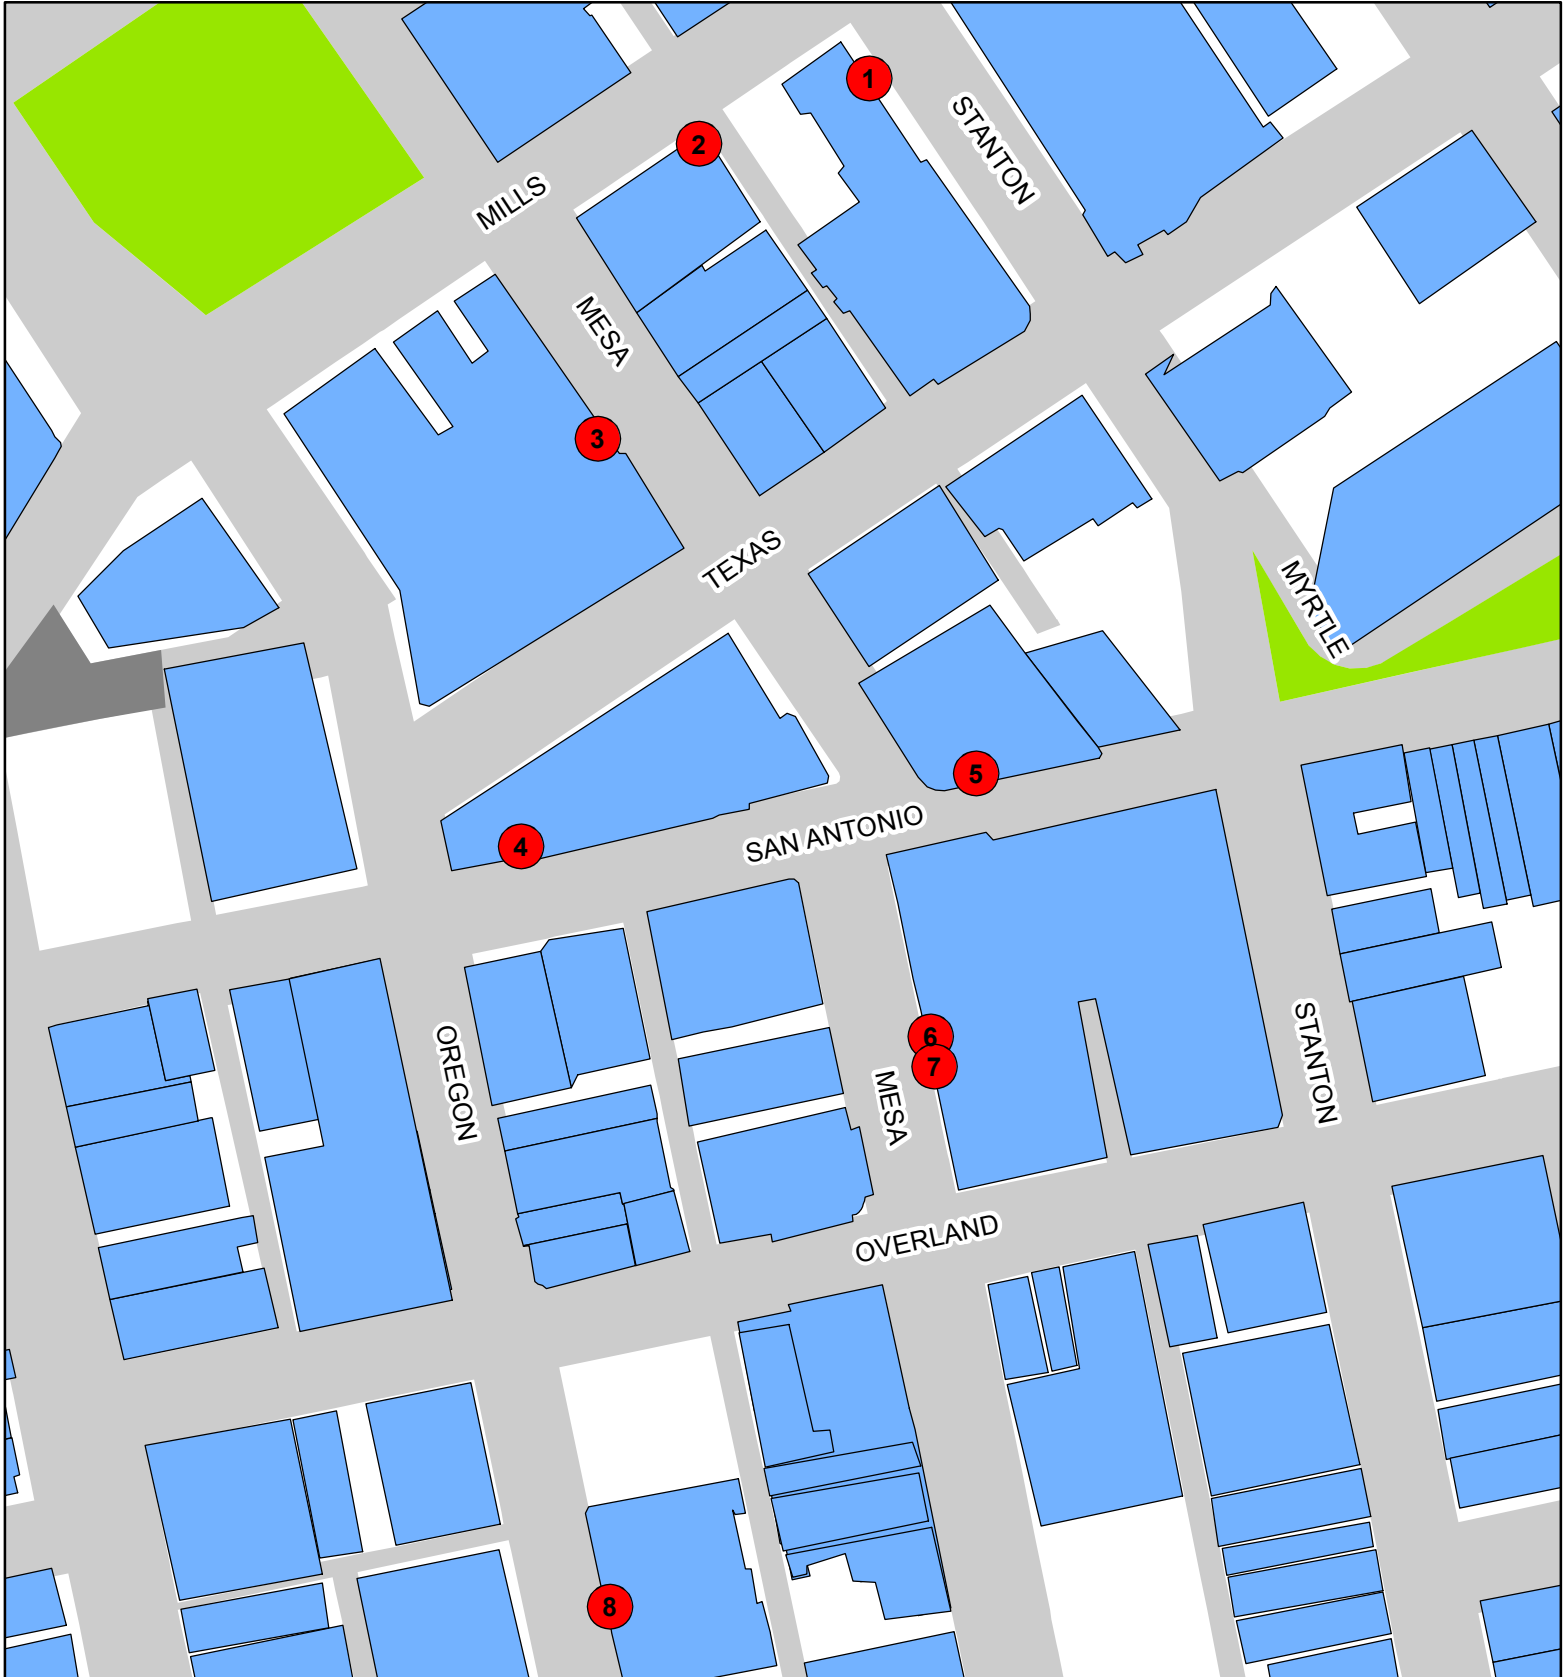 1
STANTON
2
MILLS
MESA
3
TEXAS
MYRTLE
5
SAN ANTONIO
4
OREGON
6
7
MESA
STANTON
OVERLAND
8